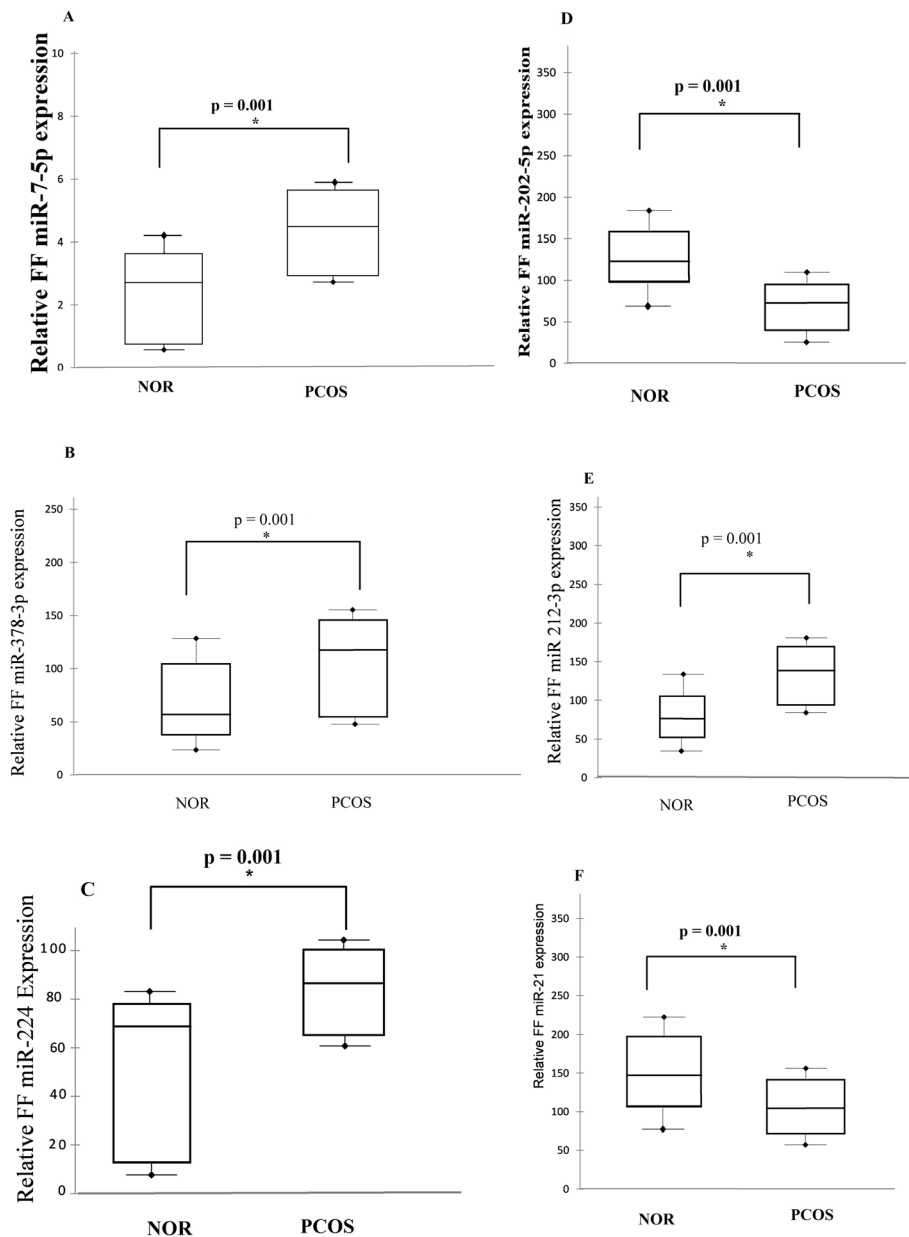 A
Relative FF miR-7-5p expression
10
8
6
4
2
0
p = 0.001
*
NOR
PCOS
D
Relative FF miR-202-5p expression
350
300
250
200
150
100
50
0
p = 0.001
*
NOR
PCOS
B
Relative FF miR-378-3p expression
250
200
150
100
50
0
p = 0.001
*
NOR
PCOS
E
Relative FF miR 212-3p expression
350
300
250
200
150
100
50
0
p = 0.001
*
NOR
PCOS
C
Relative FF miR-224 Expression
100
80
60
40
20
0
p = 0.001
*
NOR
PCOS
F
Relative FF miR-21 expression
350
300
250
200
150
100
50
0
p = 0.001
*
NOR
PCOS